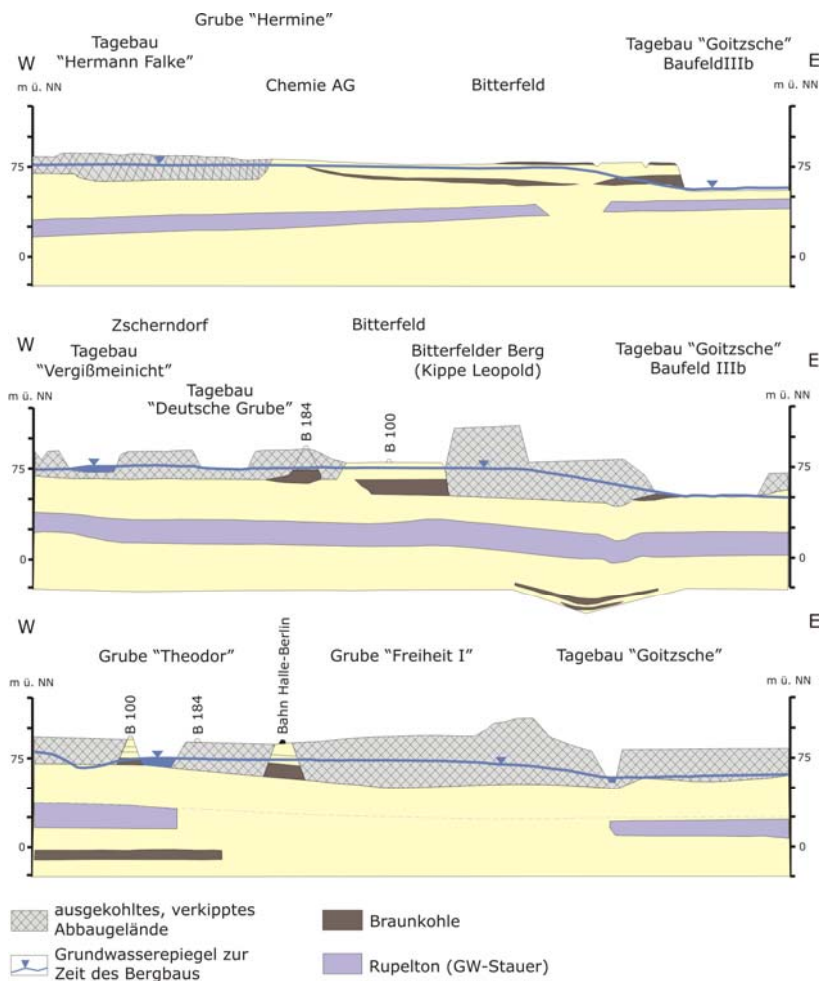 Grube “Hermine”
Tagebau
“Hermann Falke”
Tagebau “Goitzsche”
BaufeldIIIb
W
E
m ü. NN
m ü. NN
Chemie AG
Bitterfeld
75
75
0
0
Zscherndorf
Bitterfeld
W
E
Tagebau
“Vergißmeinicht”
Bitterfelder Berg
(Kippe Leopold)
Tagebau “Goitzsche”
Baufeld IIIb
m ü. NN
m ü. NN
Tagebau
“Deutsche Grube”
B 184
B 100
75
75
0
0
W
E
Grube “Theodor”
Bahn Halle-Berlin
Grube “Freiheit I”
Tagebau “Goitzsche”
m ü. NN
m ü. NN
B 100
B 184
75
75
0
0
ausgekohltes, verkipptes
Abbaugelände
Braunkohle
Grundwasserepiegel zur
Zeit des Bergbaus
Rupelton (GW-Stauer)